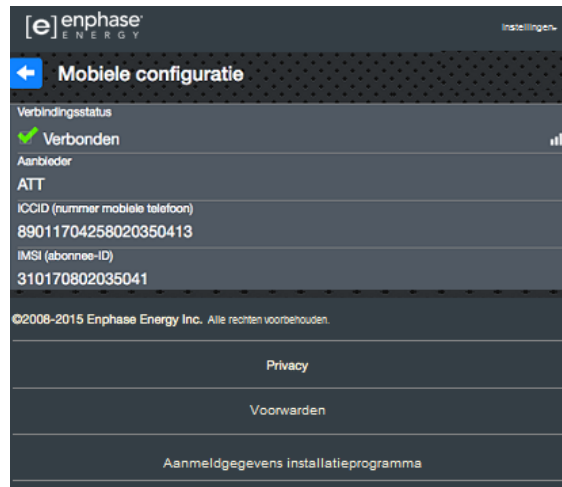 [e] enphase®
ENERGY
Instellingen
Mobiele configuratie
Verbindingsstatus
Verbonden
Aanbieder
ATT
ICCID (nummer mobiele telefoon)
89011704258020350413
IMSI (abonnee-ID)
310170802035041
©2008-2015 Enphase Energy Inc. Alle rechten voorbehouden.
Privacy
Voorwarden
Aanmeldgegevens installatieprogramma